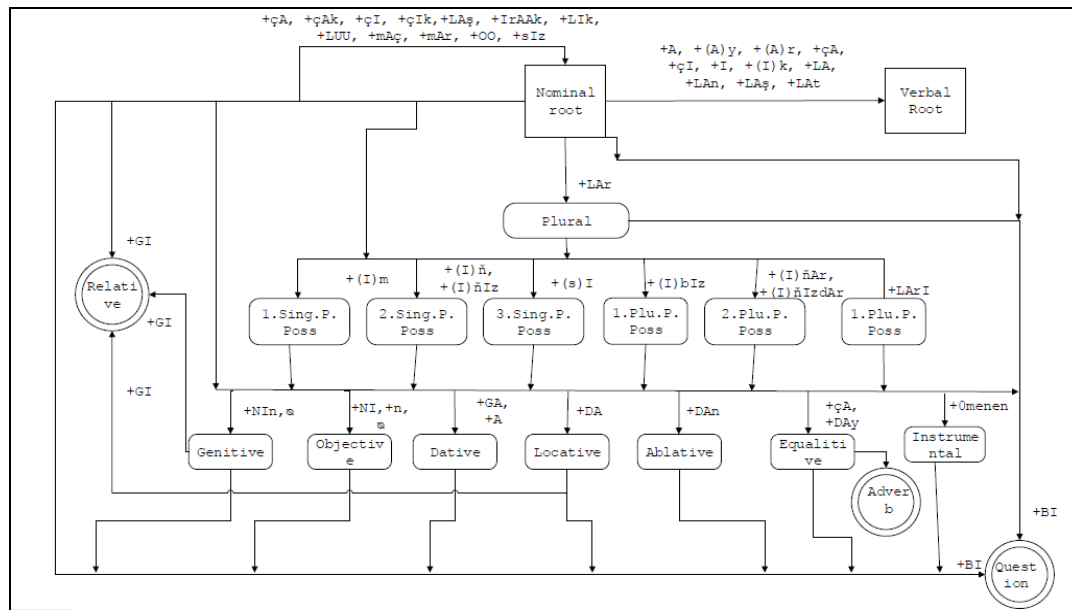 +çA, +çAk, +çI, +çIk,+LAş, +IrAAk, +LIk,
+LUU, +mAç, +mAr, +OO, +sIz
+A, +(A)y, +(A)r, +çA,
+çI, +I, +(I)k, +LA,
+LAn, +LAş, +LAt
Nominal
root
Verbal
Root
+LAr
Plural
+GI
Relati
ve
+(I)m
+(I)ñ,
+(I)ñIz
+(s)I
+(I)bIz
+(I)ñAr,
+(I)ñIzdAr
+LArI
+GI
1.Sing.P.
Poss
2.Sing.P.
Poss
3.Sing.P.
Poss
1.Plu.P.
Poss
2.Plu.P.
Poss
1.Plu.P.
Poss
+GI
+NIn,ᴓ
+NI,+n,
ᴓ
+GA,
+A
+DA
+DAn
+çA,
+DAy
+0menen
Genitive
Objectiv
e
Dative
Locative
Ablative
Equaliti
ve
Instrume
ntal
Adver
b
+BI
+BI
Quest
ion